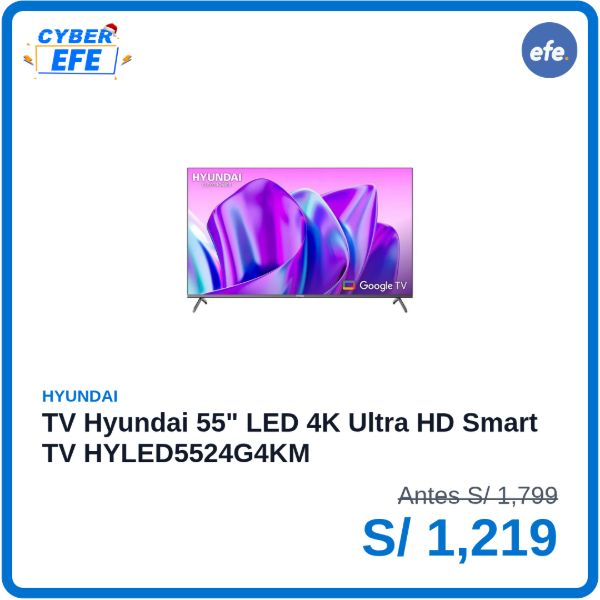 CYBER
EFE
efe.
HYUNDAI
Google TV
HYUNDAI
TV Hyundai 55" LED 4K Ultra HD Smart
TV HYLED5524G4KM
Antes S/ 1,799
S/ 1,219